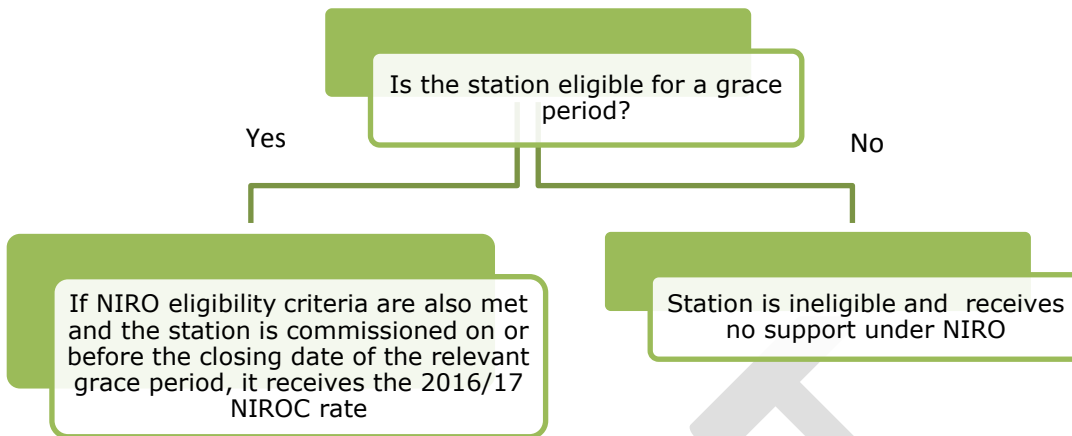 Is the station eligible for a grace
period?
Yes
No
If NIRO eligibility criteria are also met
and the station is commissioned on or
before the closing date of the relevant
grace period, it receives the 2016/17
NIROC rate
Station is ineligible and  receives
no support under NIRO